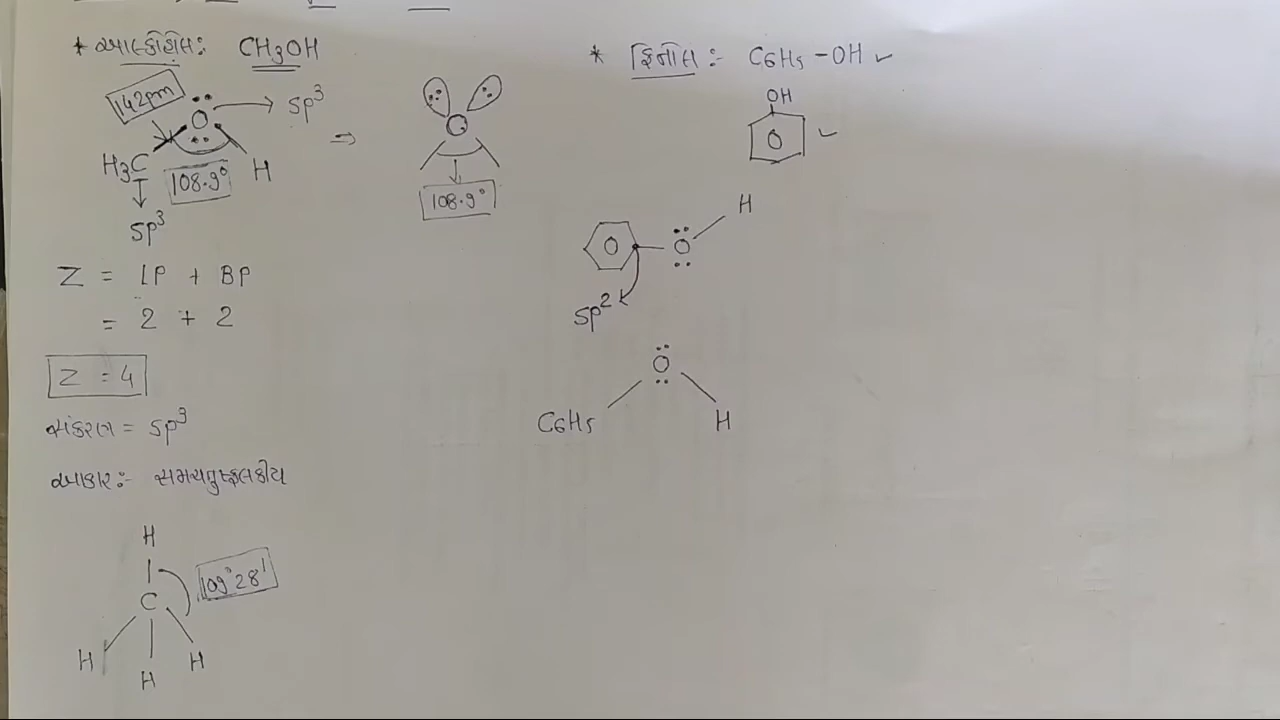 * આલ્કોહોલ: CH3OH
142pm
O → sp³ ⇒
H3C 108.9° H
sp³
108.9°
Z = LP + BP
= 2 + 2
Z = 4
સંકરણ = sp³
આકાર:- સમચતુષ્ફલકીય
H
109°28'
C
H H H
* ફિનોલ :- C6H5 -OH ✓
OH
✓
H
O
sp²
O
C6H5 H